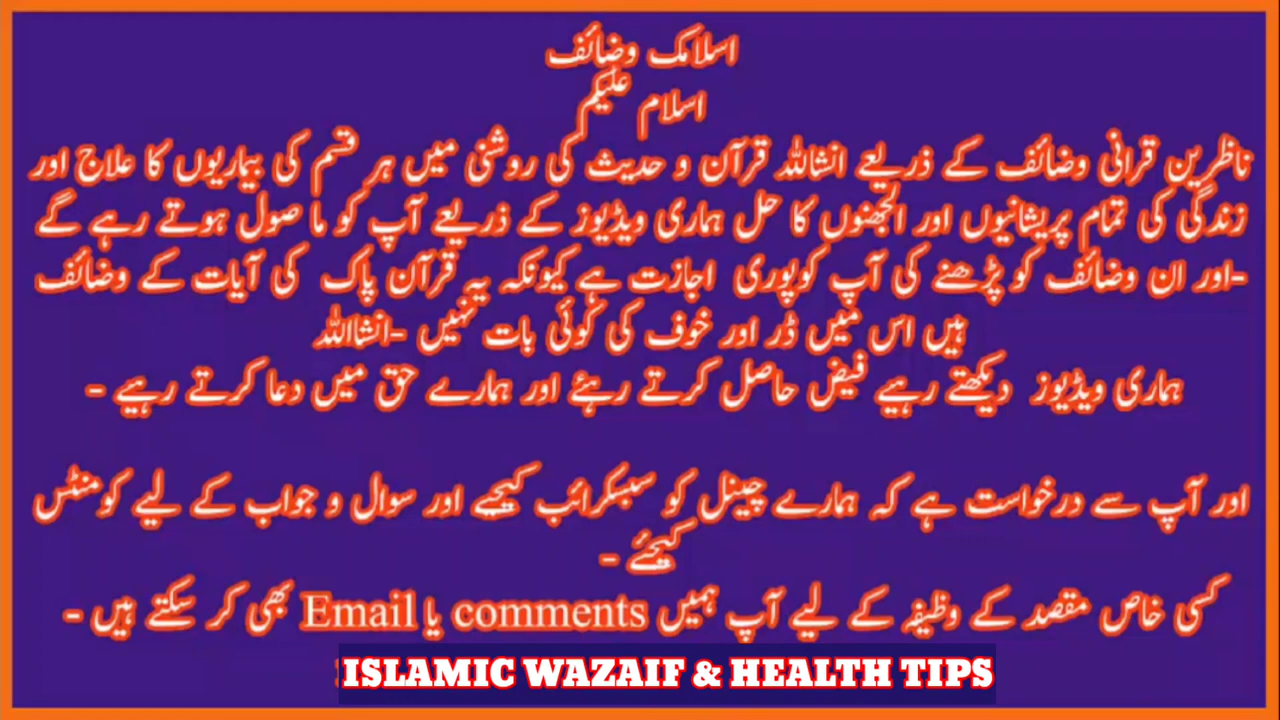 اسلامک وضائف
اسلام علیکم
ناظرین قرانی وضائف کے ذریعے انشاللہ قرآن و حدیث کی روشنی میں ہر قسم کی بیماریوں کا علاج اور
زندگی کی تمام پریشانیوں اور الجھنوں کا حل ہماری ویڈیوز کے ذریعے آپ کو ما صول ہوتے رہے گے
-اور ان وضائف کو پڑھنے کی آپ کوپوری اجازت ہے کیونکہ یہ قرآن پاک کی آیات کے وضائف
ہیں اس میں ڈر اور خوف کی کوئی بات نہیں -انشااللہ
ہماری ویڈیوز دیکھتے رہیے فیض حاصل کرتے رہئے اور ہمارے حق میں دعا کرتے رہیے -
اور آپ سے درخواست ہے کہ ہمارے چینل کو سبسکرائب کیجیے اور سوال و جواب کے لیے کومنٹس
کیجئے -
کسی خاص مقصد کے وظیفہ کے لیے آپ ہمیں comments یا Email بھی کر سکتے ہیں -
ISLAMIC WAZAIF & HEALTH TIPS